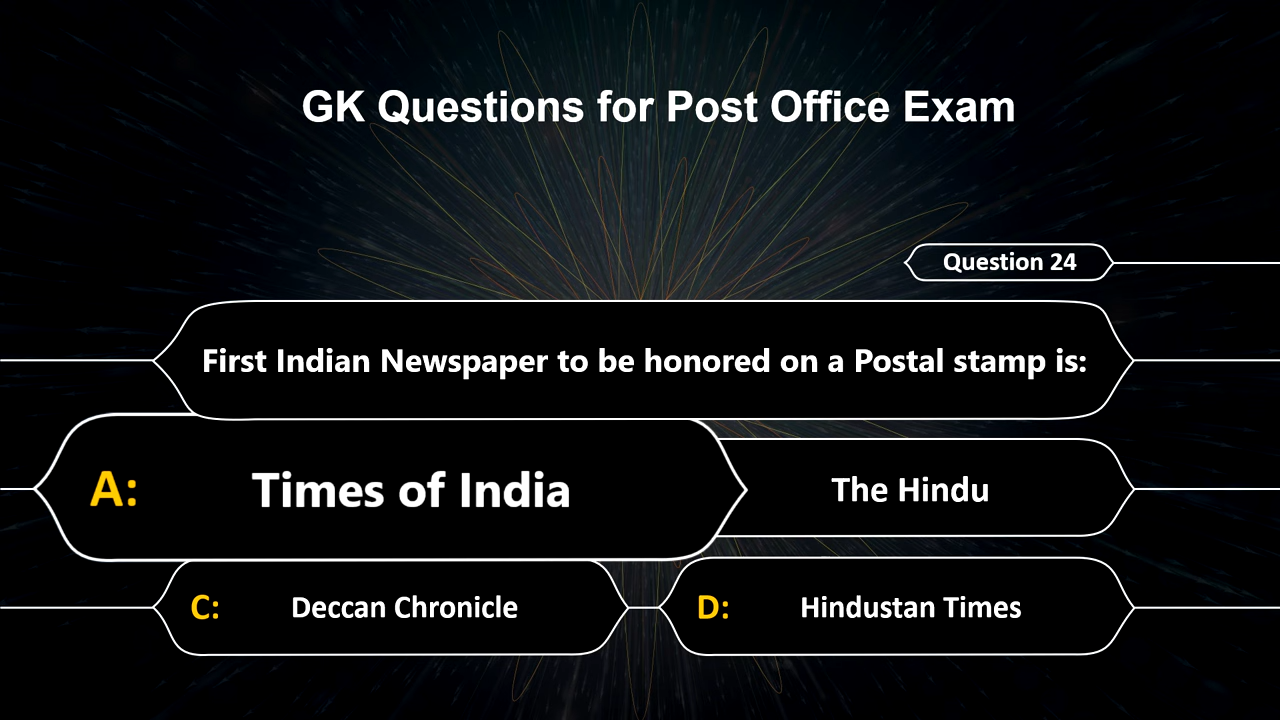 GK Questions for Post Office Exam
Question 24
First Indian Newspaper to be honored on a Postal stamp is:
A: Times of India
The Hindu
C: Deccan Chronicle
D: Hindustan Times